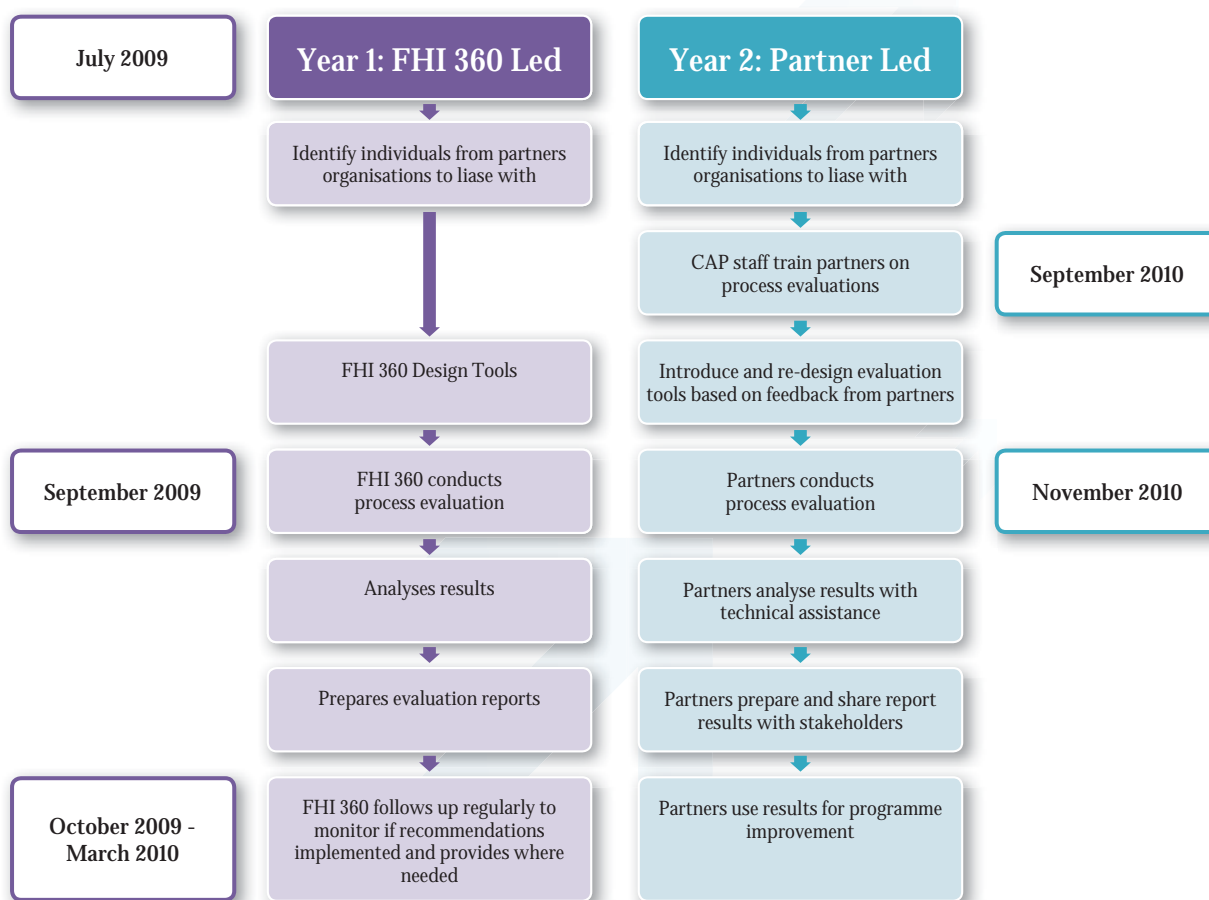 July 2009
Year 1: FHI 360 Led
Year 2: Partner Led
Identify individuals from partners
organisations to liase with
Identify individuals from partners
organisations to liase with
CAP staff train partners on
process evaluations
September 2010
FHI 360 Design Tools
Introduce and re-design evaluation
tools based on feedback from partners
September 2009
FHI 360 conducts
process evaluation
Partners conducts
process evaluation
November 2010
Analyses results
Partners analyse results with
technical assistance
Prepares evaluation reports
Partners prepare and share report
results with stakeholders
October 2009 -
March 2010
FHI 360 follows up regularly to
monitor if recommendations
implemented and provides where
needed
Partners use results for programme
improvement